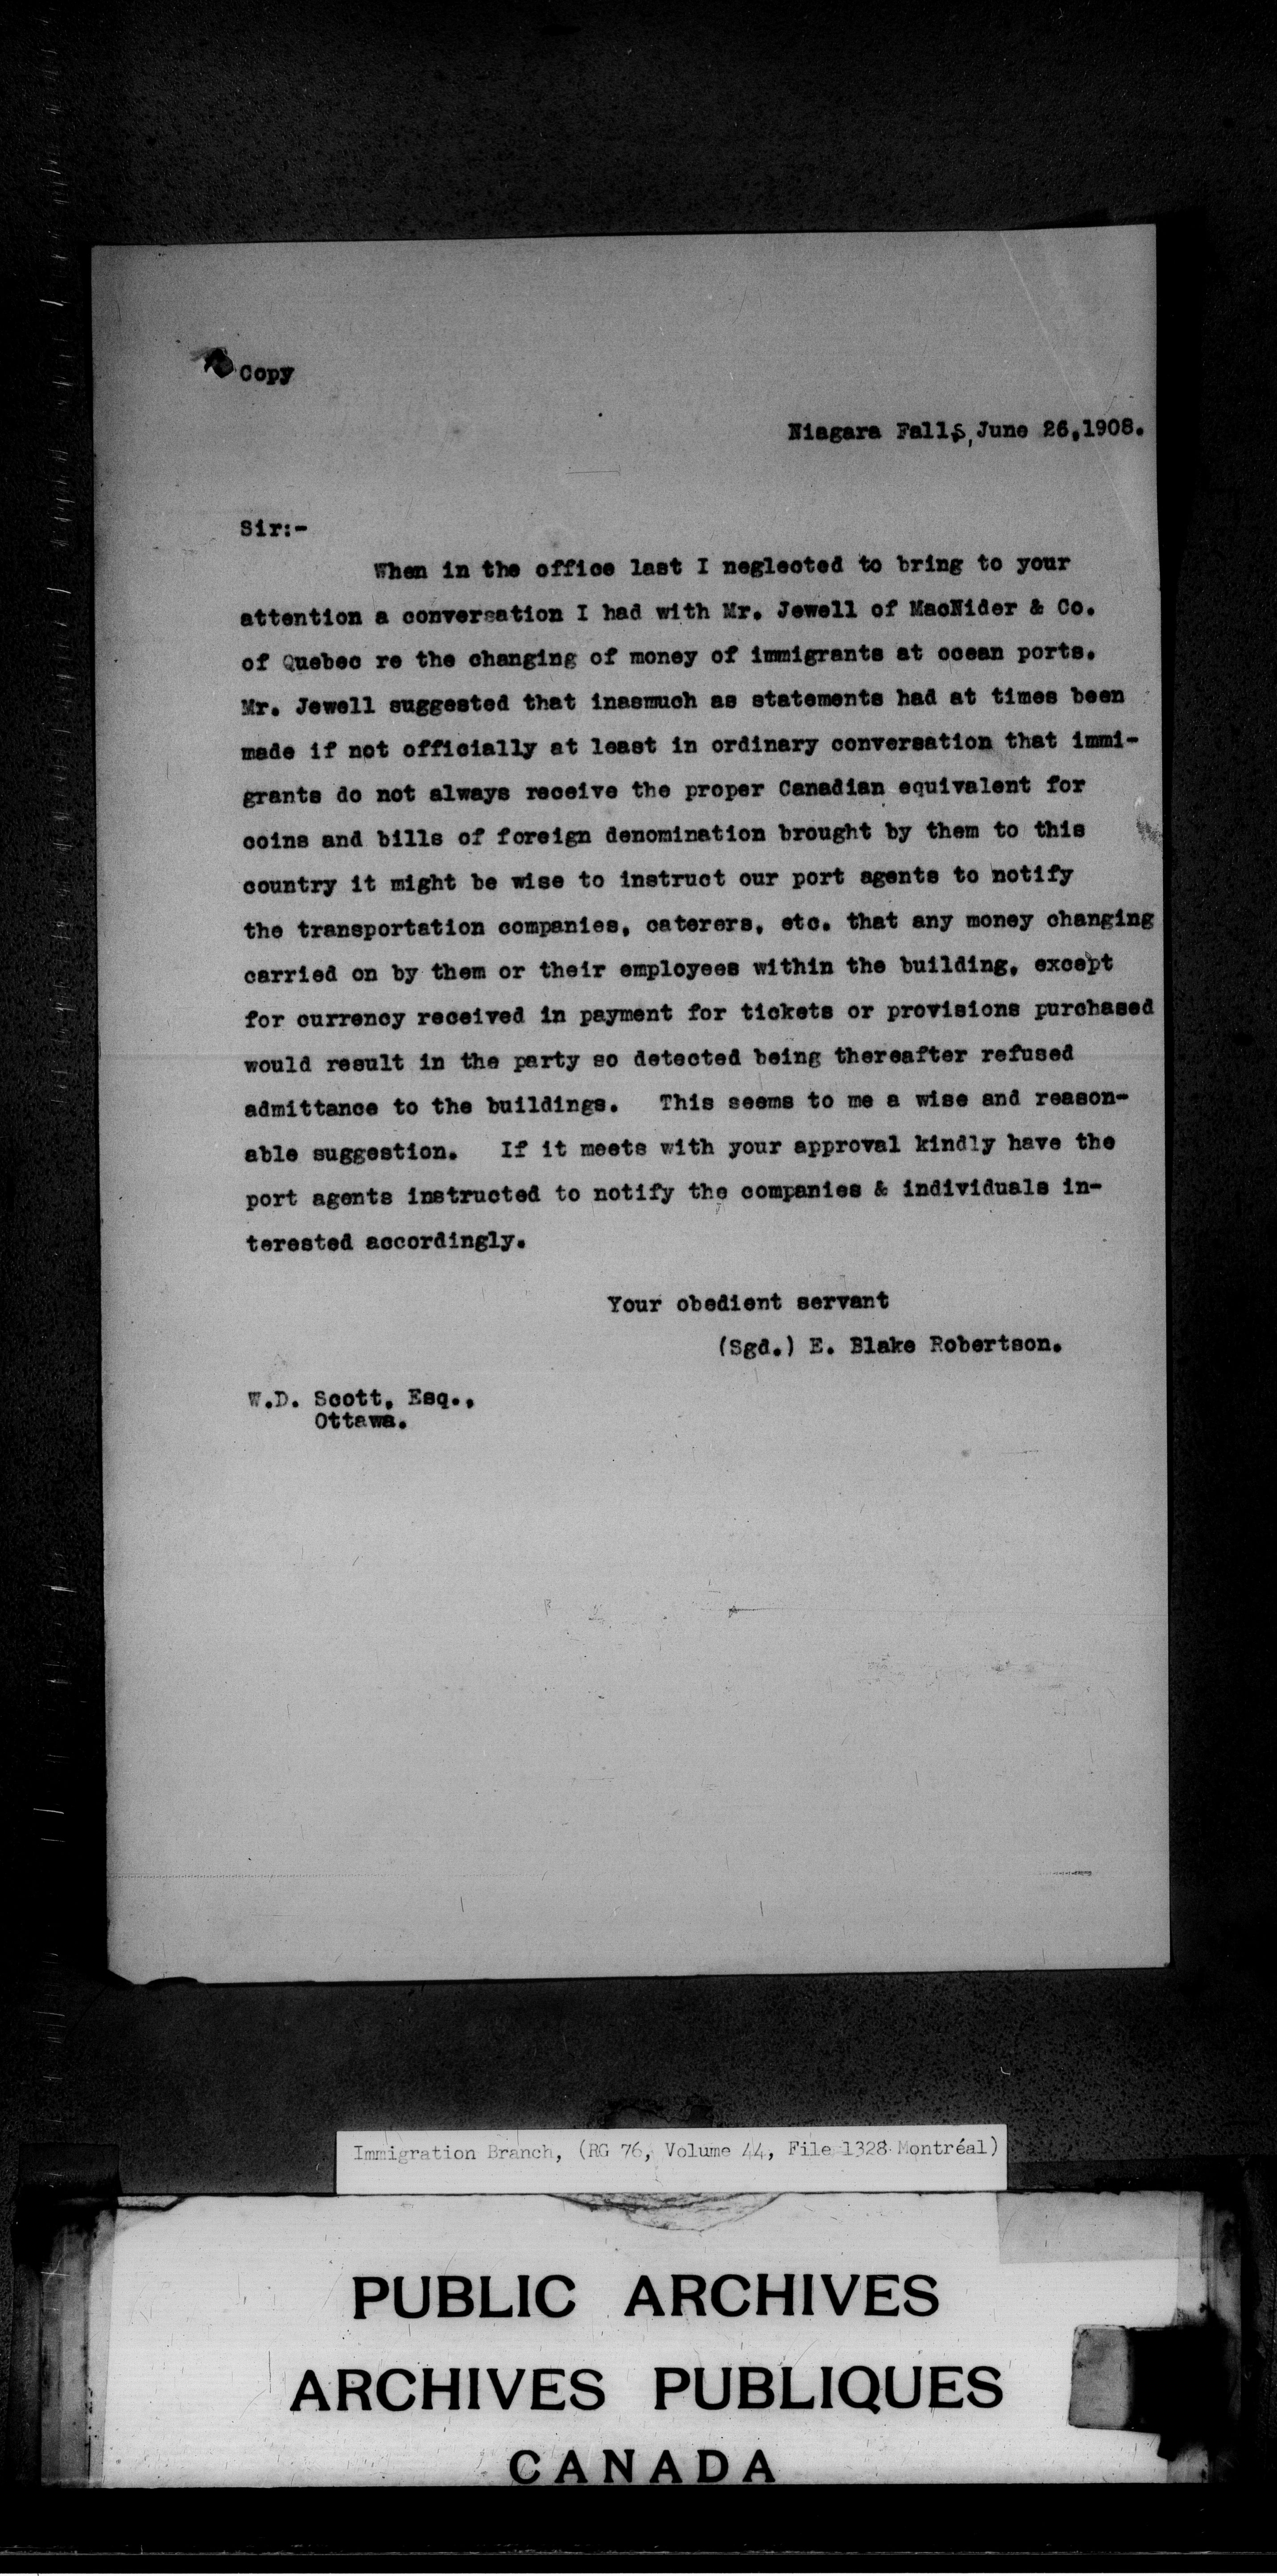 Copy
Niagara Falls, June 26,1908.
Sir:-
When in the office last I neglected to bring to your
attention a conversation I had with Mr. Jewell of MacNider & Co.
of Quebec re the changing of money of immigrants at ocean ports.
Mr. Jewell suggested that inasmuch as statements had at times been
made if not officially at least in ordinary conversation that immi-
grants do not always receive the proper Canadian equivalent for
coins and bills of foreign denomination brought by them to this
country it might be wise to instruct our port agents to notify
the transportation companies, caterers, etc. that any money changing
carried on by them or their employees within the building, except
for currency received in payment for tickets or provisions purchased
would result in the party so detected being thereafter refused
admittance to the buildings. This seems to me a wise and reason-
able suggestion. If it meets with your approval kindly have the
port agents instructed to notify the companies & individuals in-
terested accordingly.
Your obedient servant
(Sgd.) E. Blake Robertson.
W.D. Scott, Esq.,
Ottawa.
Immigration Branch, (RG 76, Volume 44, File 1328 Montréal)
PUBLIC ARCHIVES
ARCHIVES PUBLIQUES
CANADA